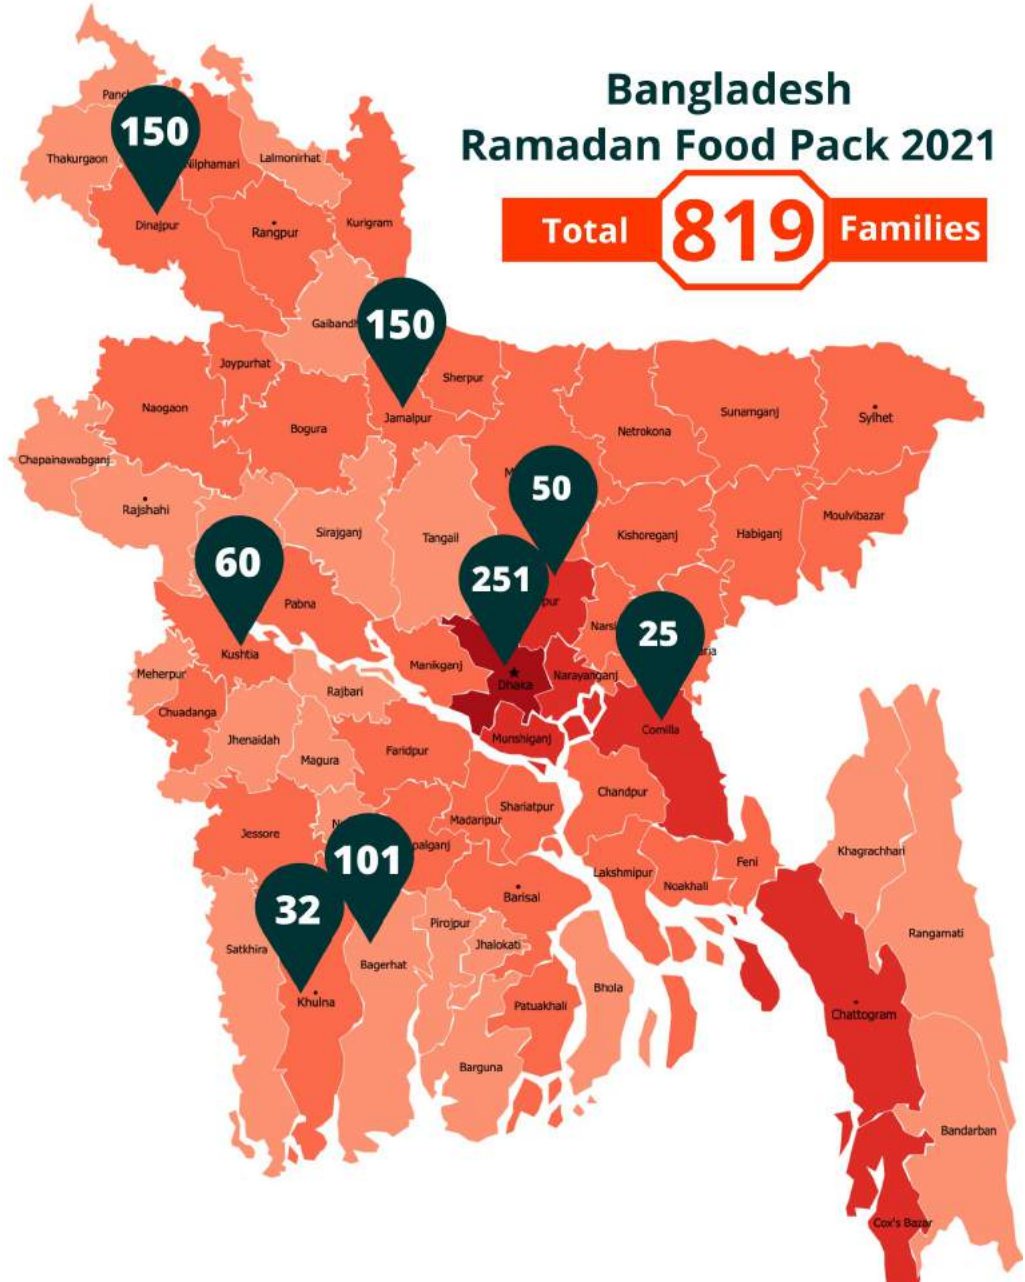 Bangladesh
Ramadan Food Pack 2021
Total 819 Families
150
Thakurgaon
Nilphamari
Lalmonirhat
Dinajpur
Rangpur
Kurigram
150
Joypurhat
Sherpur
Naogaon
Bogura
Jamalpur
Netrokona
Sunamganj
Sylhet
Chapainawabganj
50
Rajshahi
Sirajganj
Tangail
Kishoreganj
Habiganj
Moulvibazar
60
251
Pabna
25
Kushtia
Manikganj
Meherpur
Rajbari
Dhaka
Narayanganj
Chuadanga
Jhenaidah
Magura
Faridpur
Munshiganj
Comilla
Chandpur
Shariatpur
Madaripur
Jessore
101
Lakshmipur
Noakhali
Feni
Khagrachhari
32
Barisal
Pirojpur
Jhalokati
Satkhira
Bagerhat
Rangamati
Khulna
Patuakhali
Bhola
Chattogram
Barguna
Bandarban
Cox's Bazar